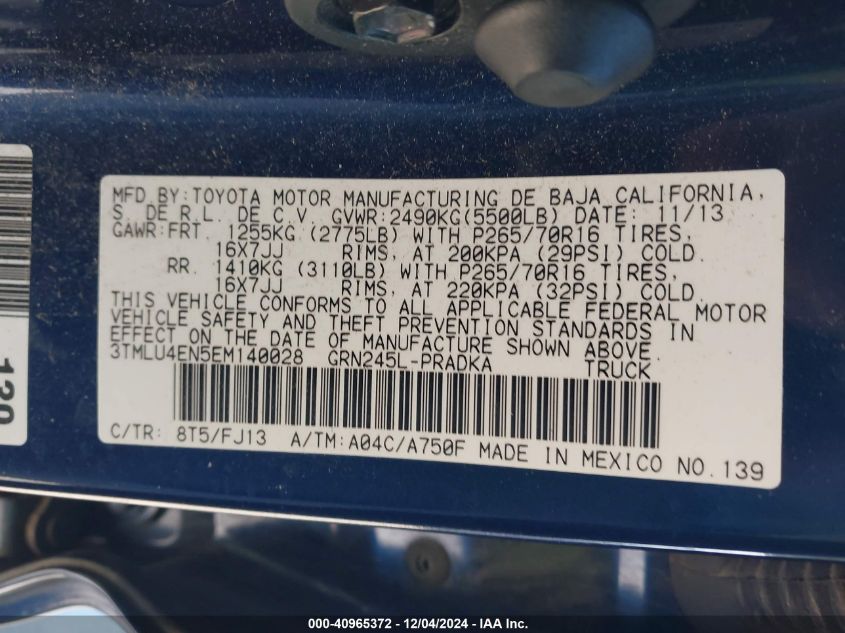 MFD BY:TOYOTA MOTOR MANUFACTURING DE BAJA CALIFORNIA,
S. DE R.L. DE C.V. GVWR:2490KG(5500LB) DATE: 11/13
GAWR:FRT. 1255KG (2775LB) WITH P265/70R16 TIRES,
16X7JJ RIMS, AT 200KPA (29PSI) COLD.
RR. 1410KG (3110LB) WITH P265/70R16 TIRES,
16X7JJ RIMS, AT 220KPA (32PSI) COLD.
THIS VEHICLE CONFORMS TO ALL APPLICABLE FEDERAL MOTOR
VEHICLE SAFETY AND THEFT PREVENTION STANDARDS IN
EFFECT ON THE DATE OF MANUFACTURE SHOWN ABOVE.
3TMLU4EN5EM140028 GRN245L-PRADKA TRUCK
C/TR: 8T5/FJ13 A/TM:A04C/A750F MADE IN MEXICO NO.139
000-40965372 - 12/04/2024 - IAA Inc.